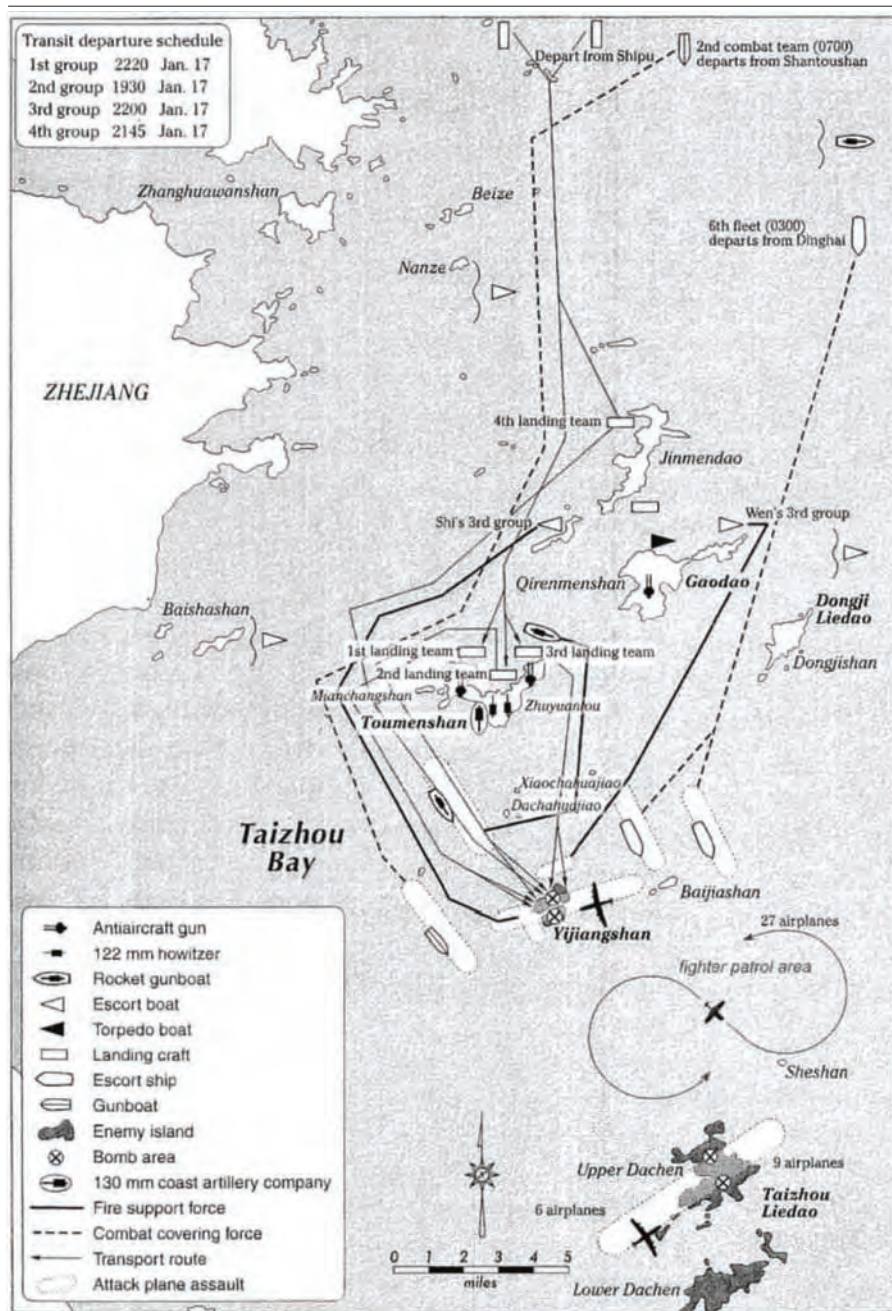 Transit departure schedule
1st group 2220 Jan. 17
2nd group 1930 Jan. 17
3rd group 2200 Jan. 17
4th group 2145 Jan. 17
Depart from Shipu
2nd combat team (0700)
departs from Shantoushan
Zhanghuawanshan
Beize
6th fleet (0300)
departs from Dinghai
Nanze
ZHEJIANG
4th landing team
Jinmendao
Shi's 3rd group
Wen's 3rd group
Qirenmenshan
Gaodao
Dongji
Liedao
Baishashan
1st landing team
3rd landing team
Dongjishan
2nd landing team
Mianchangshan
Zhuyuantou
Toumenshan
Xiaochahuajiao
Dachahuajiao
Taizhou
Bay
Baijiashan
Yijiangshan
27 airplanes
fighter patrol area
Sheshan
Antiaircraft gun
122 mm howitzer
Rocket gunboat
Escort boat
Torpedo boat
Landing craft
Escort ship
Gunboat
Enemy island
Bomb area
130 mm coast artillery company
Fire support force
Combat covering force
Transport route
Attack plane assault
Upper Dachen
9 airplanes
Taizhou
Liedao
6 airplanes
0 1 2 3 4 5
miles
Lower Dachen